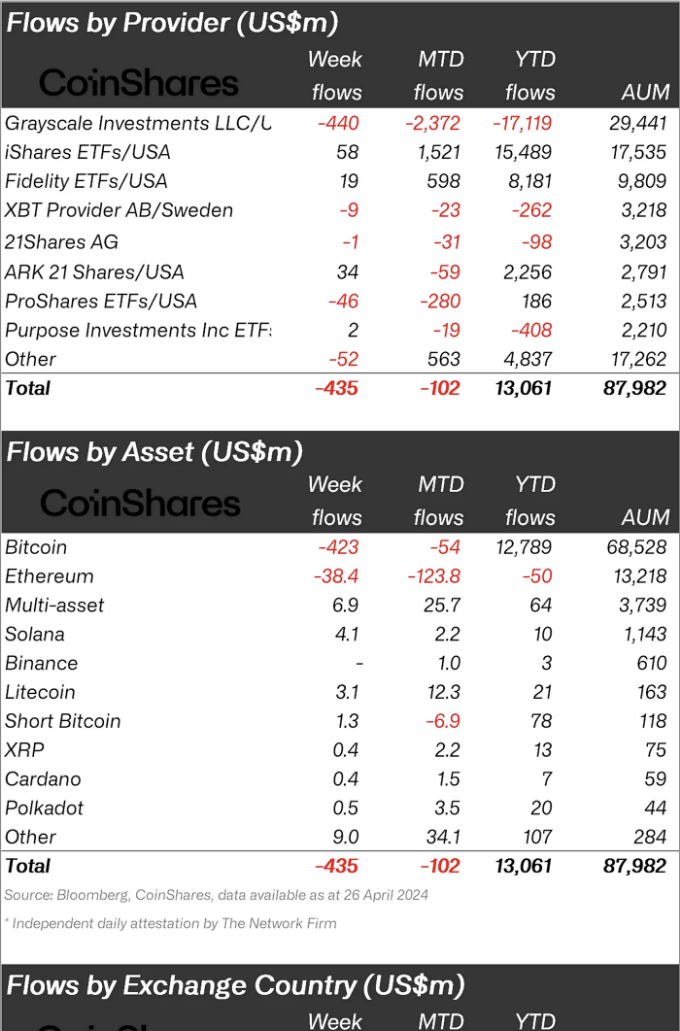 Flows by Provider (US$m)
Week MTD YTD
CoinShares flows flows flows AUM
Grayscale Investments LLC/U -440 -2,372 -17,119 29,441
iShares ETFs/USA 58 1,521 15,489 17,535
Fidelity ETFs/USA 19 598 8,181 9,809
XBT Provider AB/Sweden -9 -23 -262 3,218
21Shares AG -1 -31 -98 3,203
ARK 21 Shares/USA 34 -59 2,256 2,791
ProShares ETFs/USA -46 -280 186 2,513
Purpose Investments Inc ETF -19 2 -408 2,210
Other -52 563 4,837 17,262
Total -435 -102 13,061 87,982
Flows by Asset (US$m)
Week MTD YTD
CoinShares flows flows flows AUM
Bitcoin -423 -54 12,789 68,528
Ethereum -38.4 -123.8 -50 13,218
Multi-asset 6.9 25.7 64 3,739
Solana 4.1 2.2 10 1,143
Binance - 1.0 3 610
Litecoin 3.1 12.3 21 163
Short Bitcoin 1.3 -6.9 78 118
XRP 0.4 2.2 13 75
Cardano 0.4 1.5 7 59
Polkadot 0.5 3.5 20 44
Other 9.0 34.1 107 284
Total -435 -102 13,061 87,982
Source: Bloomberg, CoinShares, data available as at 26 April 2024
* Independent daily attestation by The Network Firm
Flows by Exchange Country (US$m)
Week MTD YTD
CoinShares